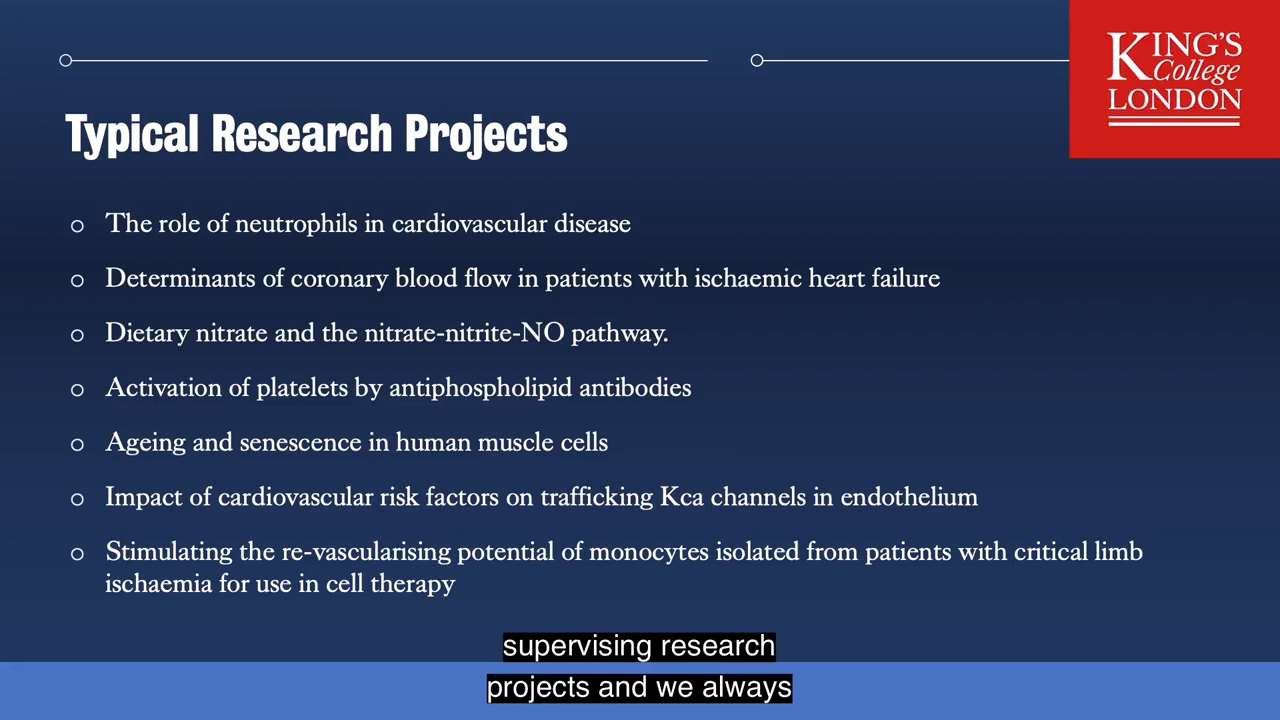 KING'S
College
LONDON
Typical Research Projects
The role of neutrophils in cardiovascular disease
Determinants of coronary blood flow in patients with ischaemic heart failure
Dietary nitrate and the nitrate-nitrite-NO pathway.
Activation of platelets by antiphospholipid antibodies
Ageing and senescence in human muscle cells
Impact of cardiovascular risk factors on trafficking Kca channels in endothelium
Stimulating the re-vascularising potential of monocytes isolated from patients with critical limb
ischaemia for use in cell therapy
supervising research
projects and we always